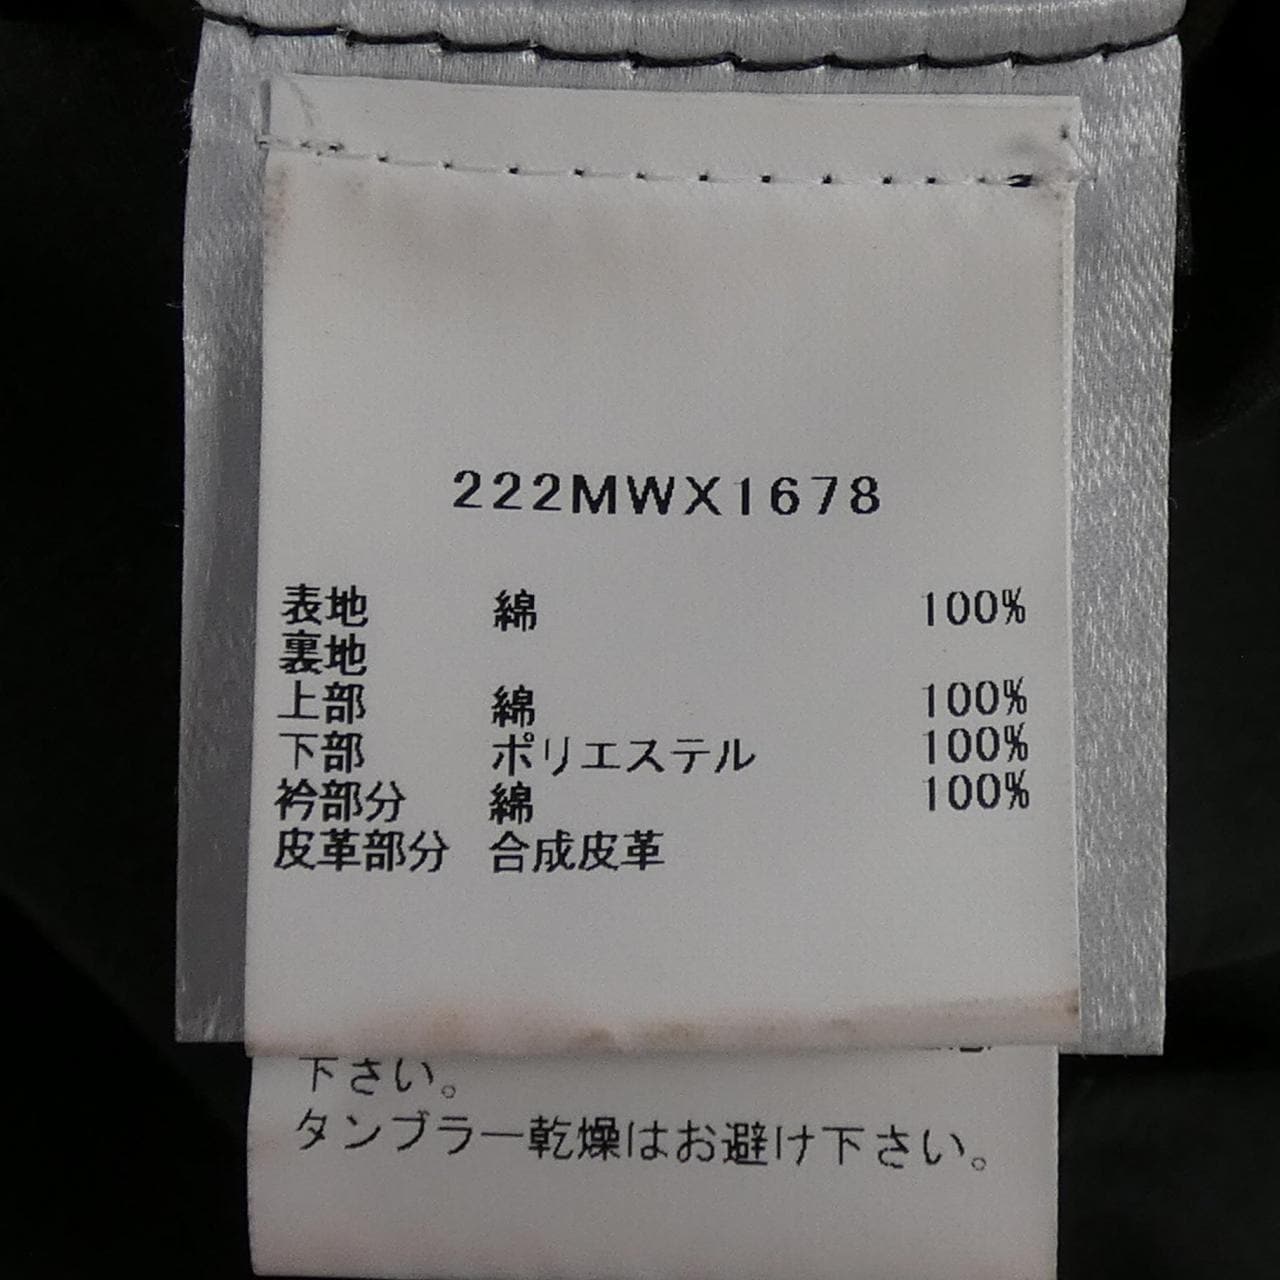 222MWX1678
表地 綿 100%
裏地
上部 綿 100%
下部 ポリエステル 100%
衿部分 綿 100%
皮革部分 合成皮革
下さい。
タンブラー乾燥はお避け下さい。